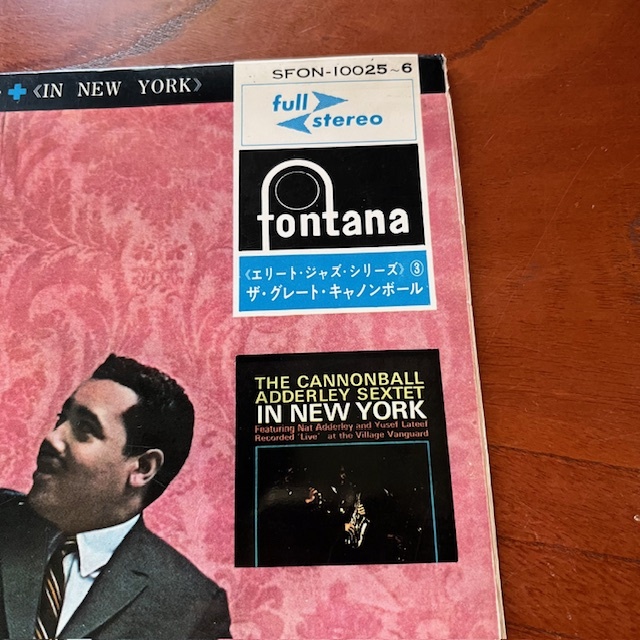 《IN NEW YORK》
SFON-10025~6
full
stereo
fontana
《エリート・ジャズ・シリーズ》③
ザ・グレート・キャノンボール
THE CANNONBALL
ADDERLEY SEXTET
IN NEW YORK
Featuring Nat Adderley and Yusef Lateef
Recorded 'Live' at the Village Vanguard